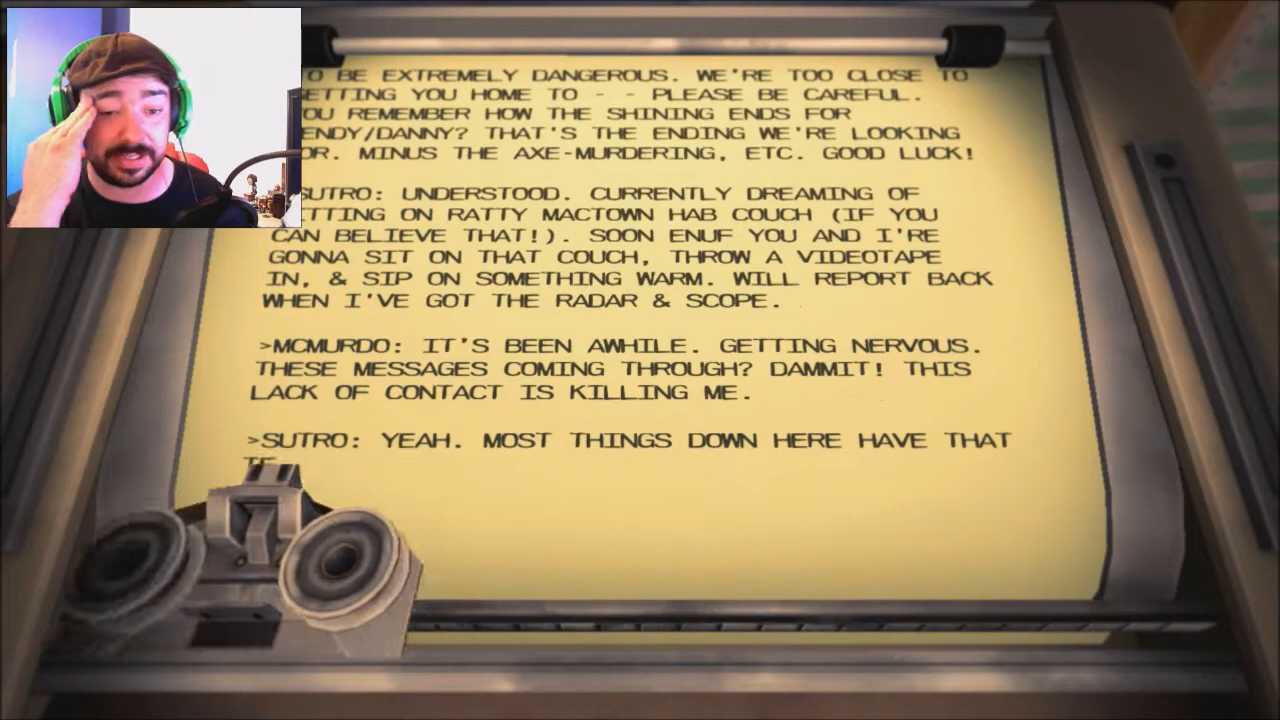 O BE EXTREMELY DANGEROUS. WE'RE TOO CLOSE TO
ETTING YOU HOME TO - - PLEASE BE CAREFUL.
OU REMEMBER HOW THE SHINING ENDS FOR
ENDY/DANNY? THAT'S THE ENDING WE'RE LOOKING
OR. MINUS THE AXE-MURDERING, ETC. GOOD LUCK!
SUTRO: UNDERSTOOD. CURRENTLY DREAMING OF
TTING ON RATTY MACTOWN HAB COUCH (IF YOU
CAN BELIEVE THAT!). SOON ENUF YOU AND I'RE
GONNA SIT ON THAT COUCH, THROW A VIDEOTAPE
IN, & SIP ON SOMETHING WARM. WILL REPORT BACK
WHEN I'VE GOT THE RADAR & SCOPE.
>MCMURDO: IT'S BEEN AWHILE. GETTING NERVOUS.
THESE MESSAGES COMING THROUGH? DAMMIT! THIS
LACK OF CONTACT IS KILLING ME.
>SUTRO: YEAH. MOST THINGS DOWN HERE HAVE THAT